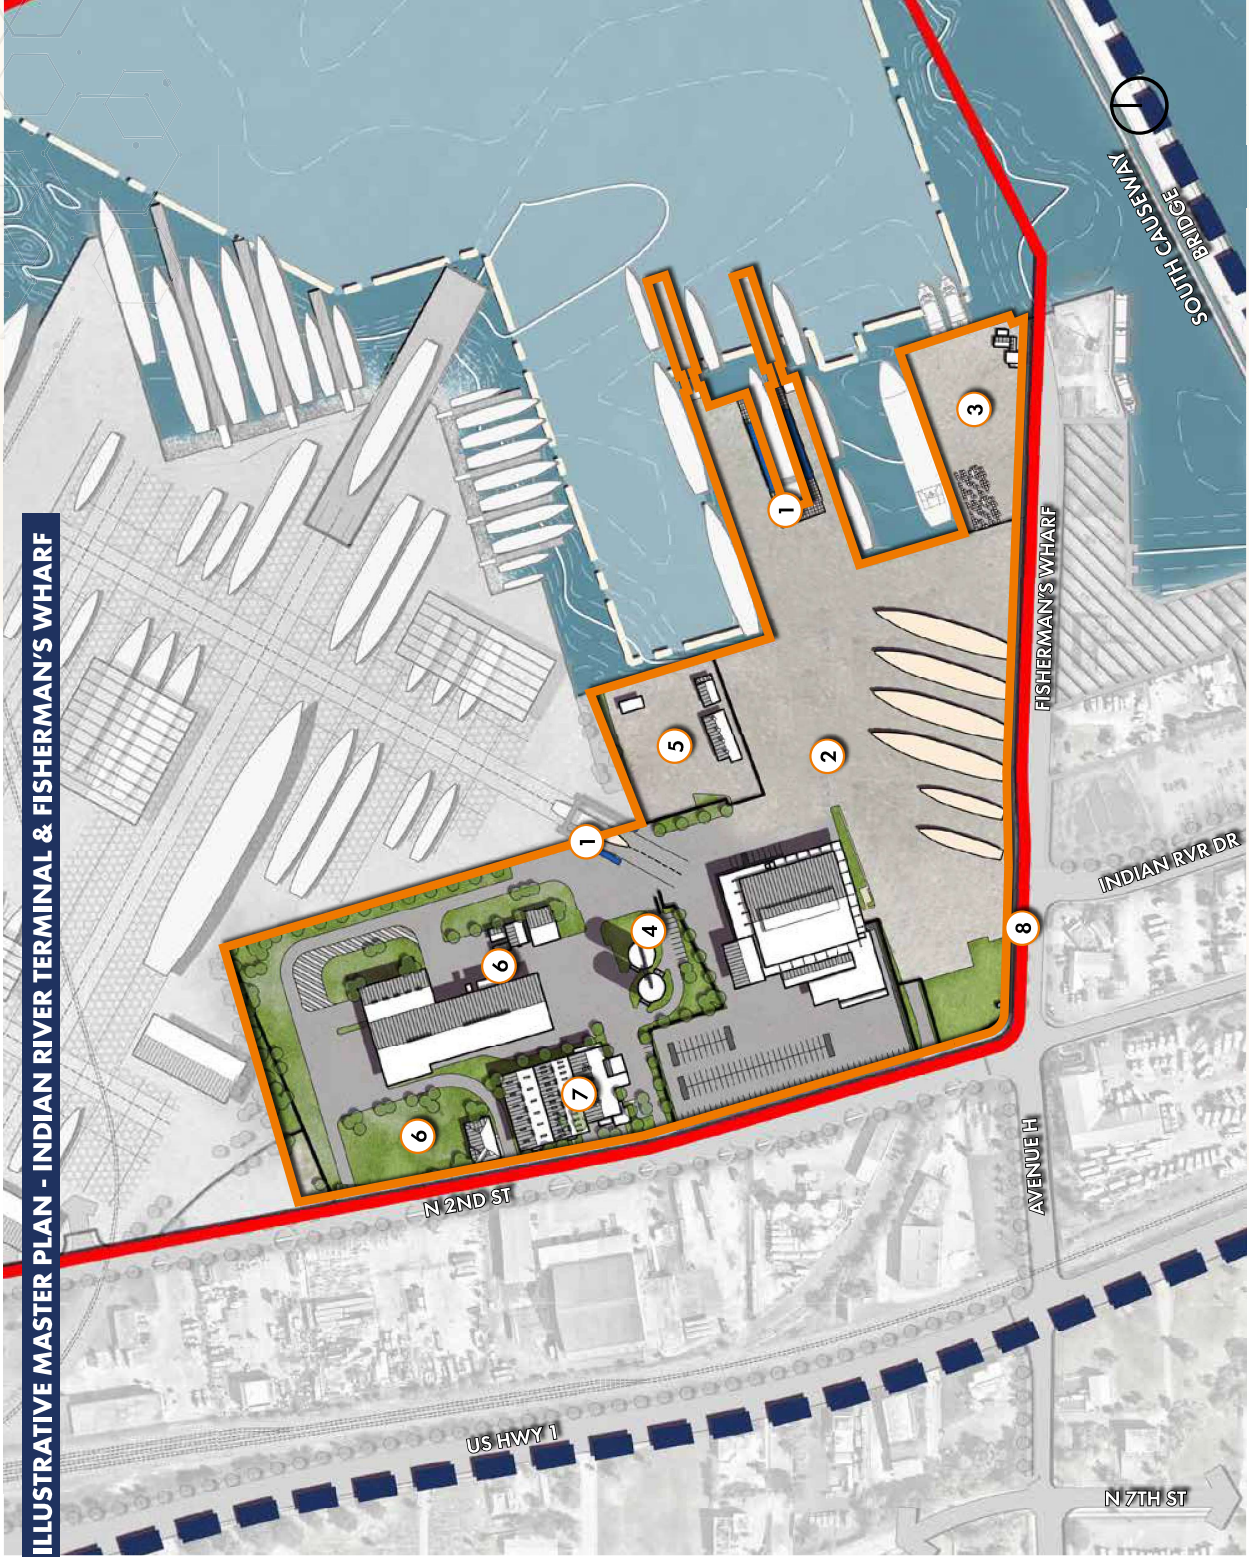 ILLUSTRATIVE MASTER PLAN - INDIAN RIVER TERMINAL & FISHERMAN'S WHARF
SOUTH CAUSEWAY
BRIDGE
3
1
FISHERMAN'S WHARF
5
2
1
INDIAN RVR DR
4
8
6
7
6
N 2ND ST
AVENUE H
US HWY 1
N 7TH ST